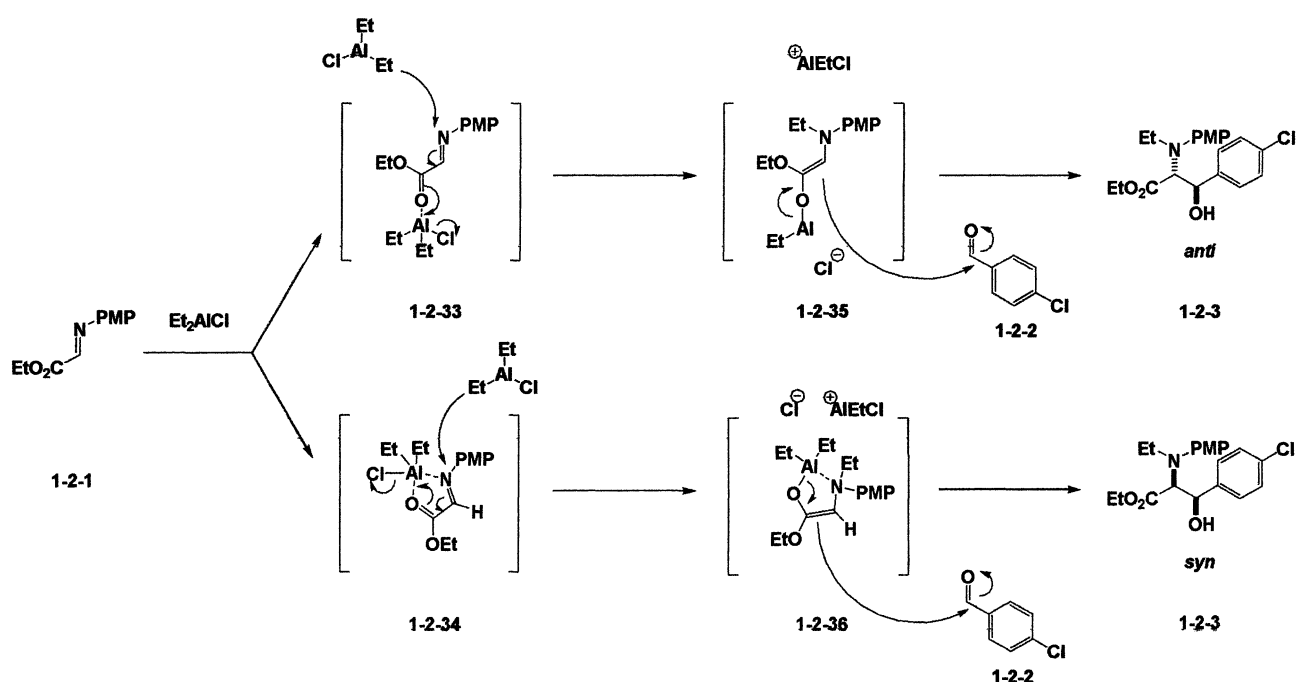 Et
Al
Cl
Et
N
PMP
EtO
O
Al
Et
Cl
Et
1-2-33
⊕
AlEtCl
Et
N
PMP
EtO
O
Al
Et
Cl ⊖
1-2-35
O
Cl
1-2-2
Et
N
PMP
Cl
EtO₂C
OH
anti
1-2-3
N
PMP
EtO₂C
1-2-1
Et₂AlCl
Et
Al
Et
Cl
Et
Et
Cl
Al
N
PMP
O
H
OEt
1-2-34
Cl ⊖
⊕
AlEtCl
Et
Et
Al
Et
O
N
PMP
H
EtO
1-2-36
O
Cl
1-2-2
Et
N
PMP
Cl
EtO₂C
OH
syn
1-2-3